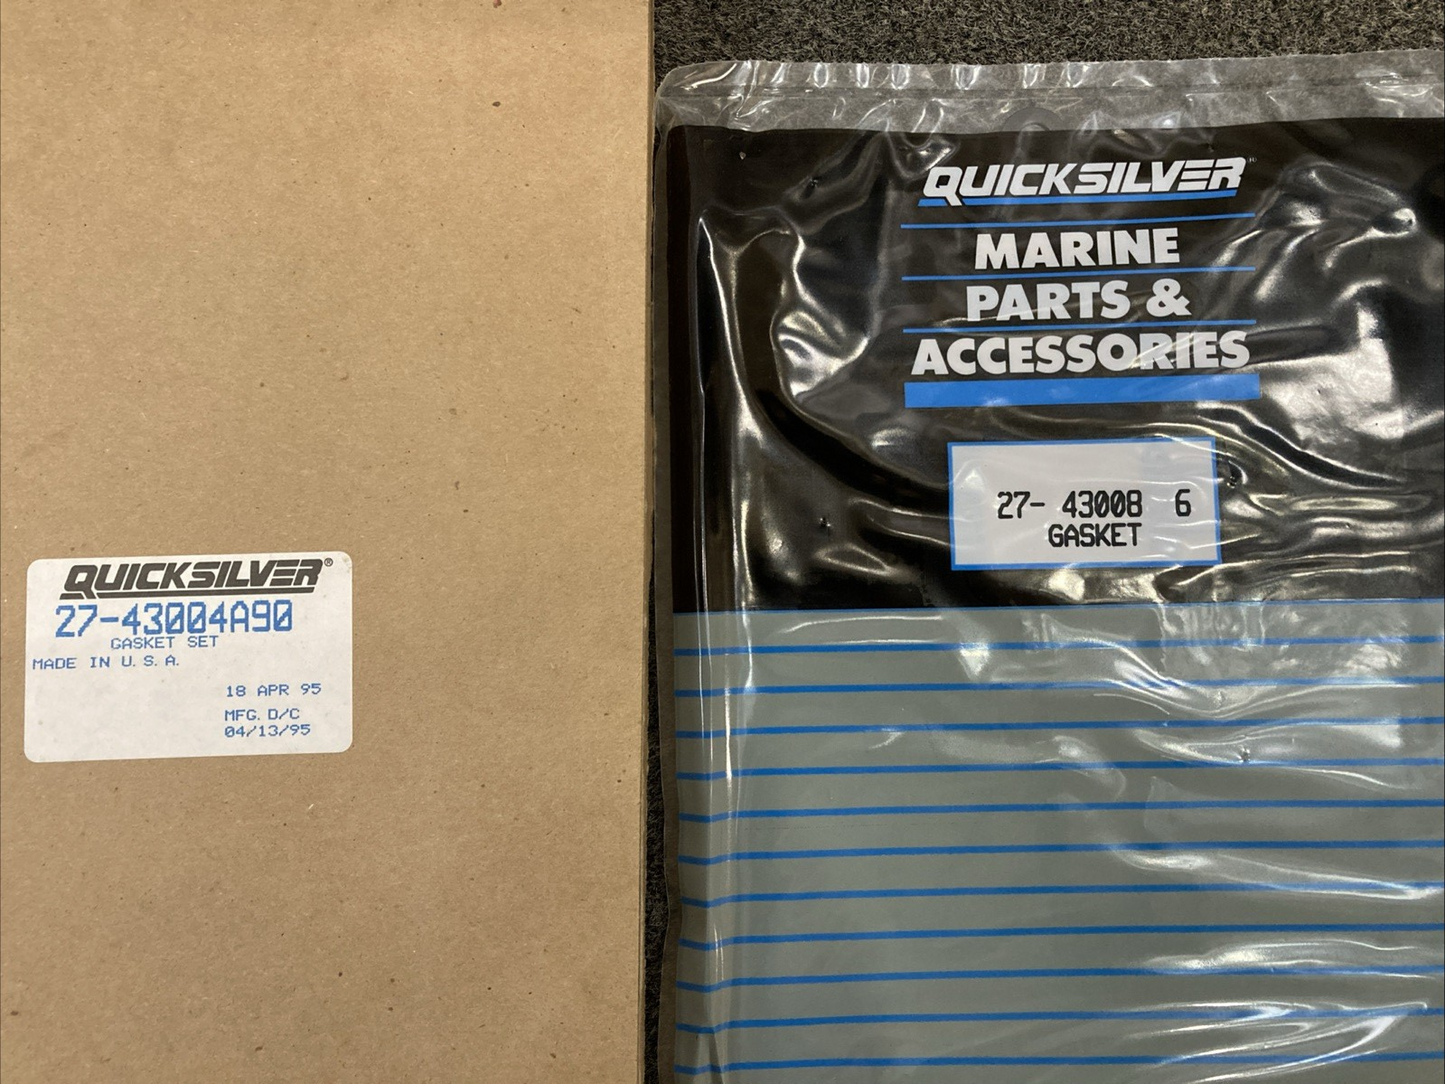 QUICKSILVER®
27-43004A90
GASKET SET
MADE IN U.S.A.
18 APR 95
MFG. D/C
04/13/95
QUICKSILVER®
MARINE
PARTS &
ACCESSORIES
27- 43008 6
GASKET